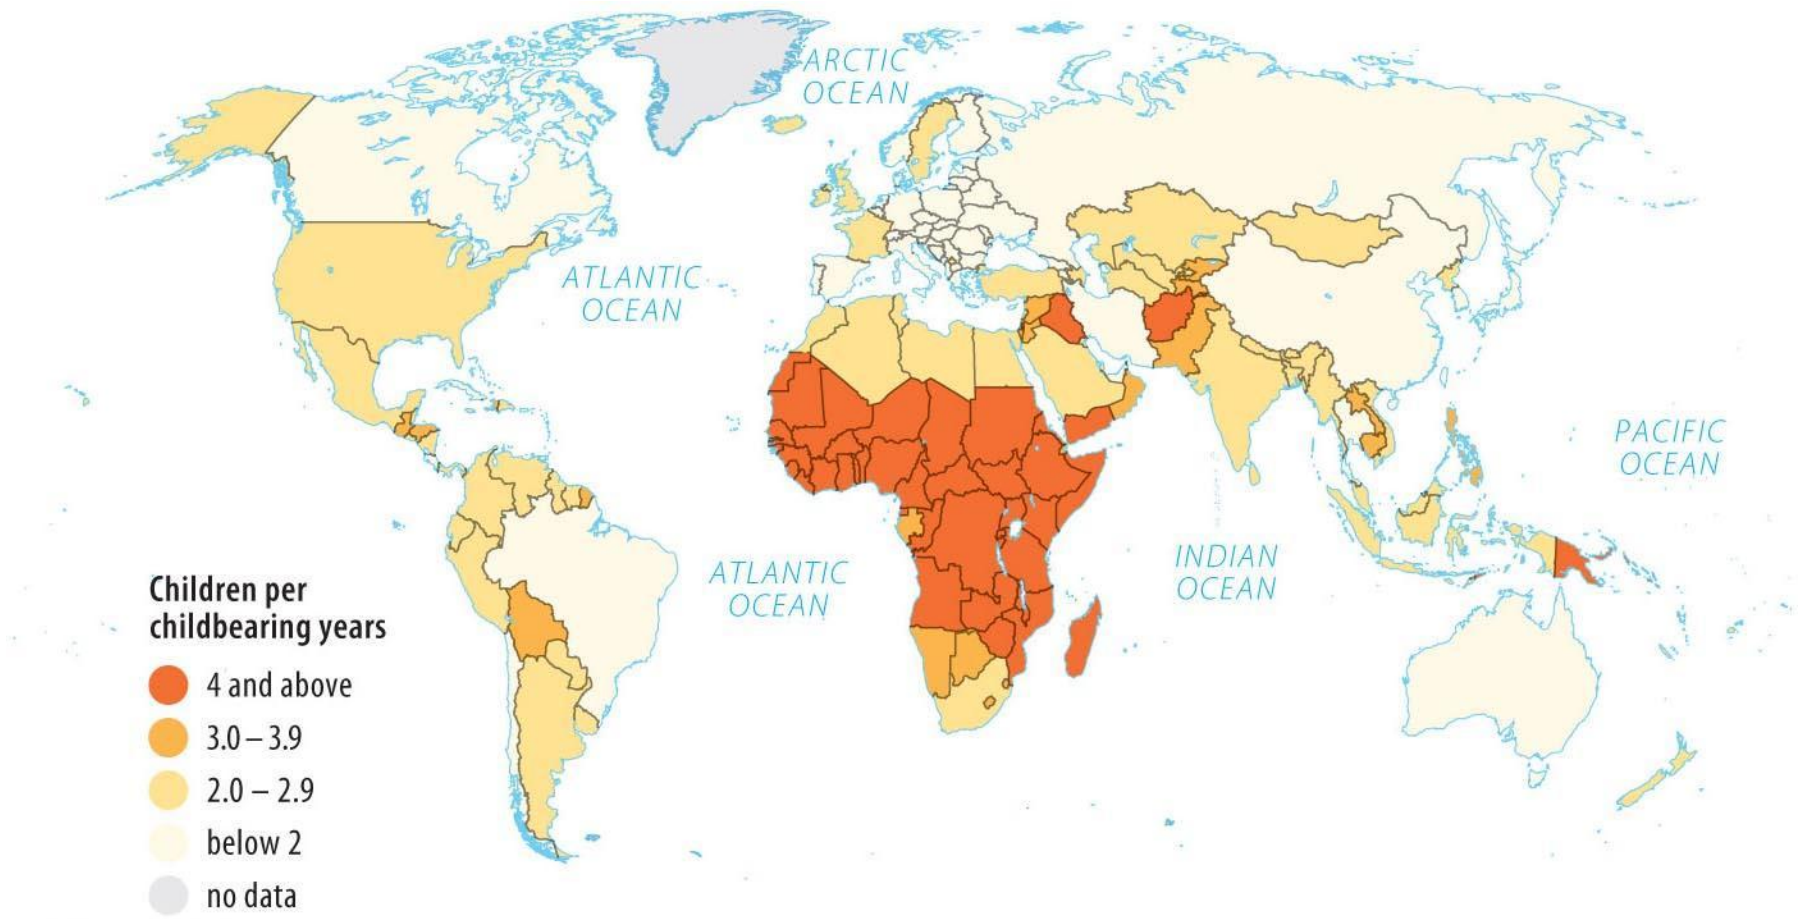 ARCTIC
OCEAN
ATLANTIC
OCEAN
PACIFIC
OCEAN
ATLANTIC
OCEAN
INDIAN
OCEAN
Children per
childbearing years
4 and above
3.0 – 3.9
2.0 – 2.9
below 2
no data